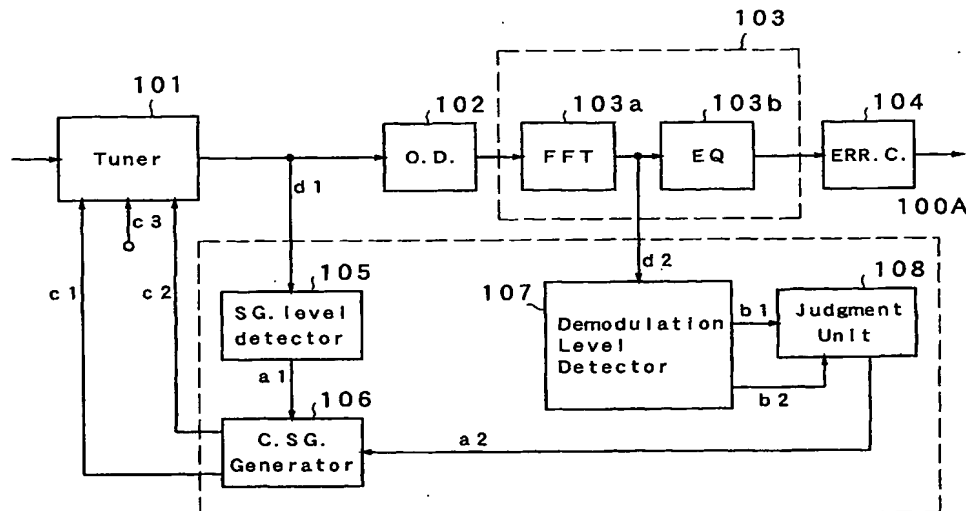 103
101
102
103a
103b
104
Tuner
O.D.
FFT
EQ
ERR.C.
100A
d1
c3
d2
c1
c2
105
107
108
SG. level
detector
Demodulation
Level
Detector
b1
Judgment
Unit
b2
a1
106
C.SG.
Generator
a2